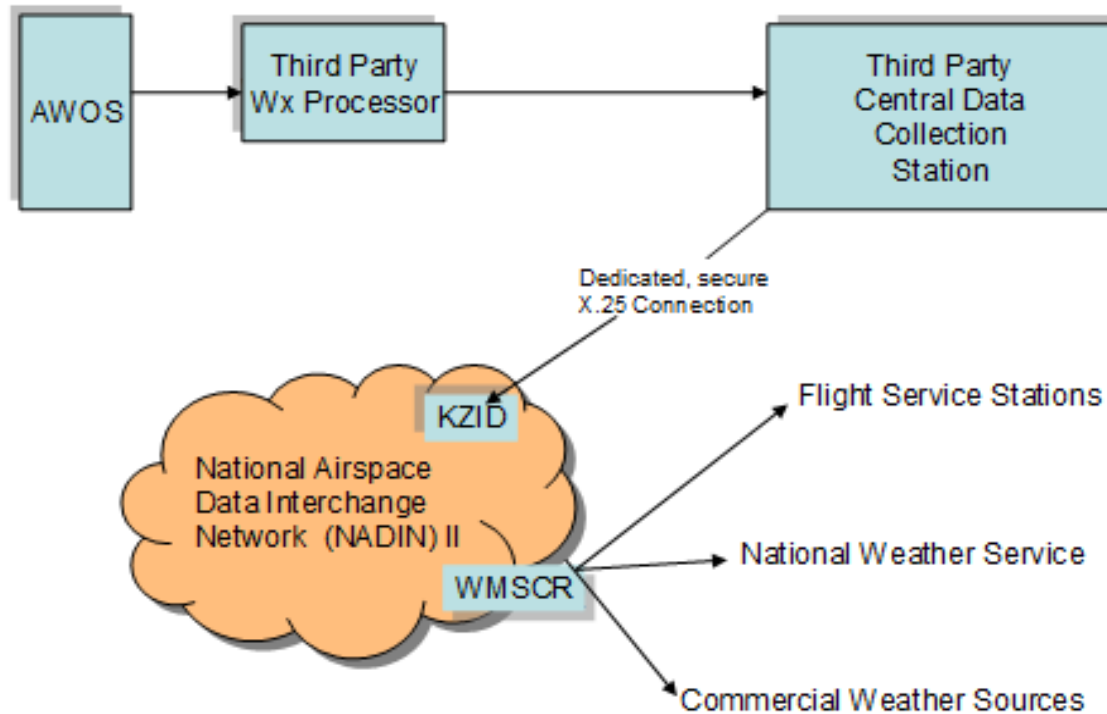 AWOS
Third Party
Wx Processor
Third Party
Central Data
Collection
Station
Dedicated, secure
X.25 Connection
KZID
National Airspace
Data Interchange
Network (NADIN) II
WMSCR
Flight Service Stations
National Weather Service
Commercial Weather Sources